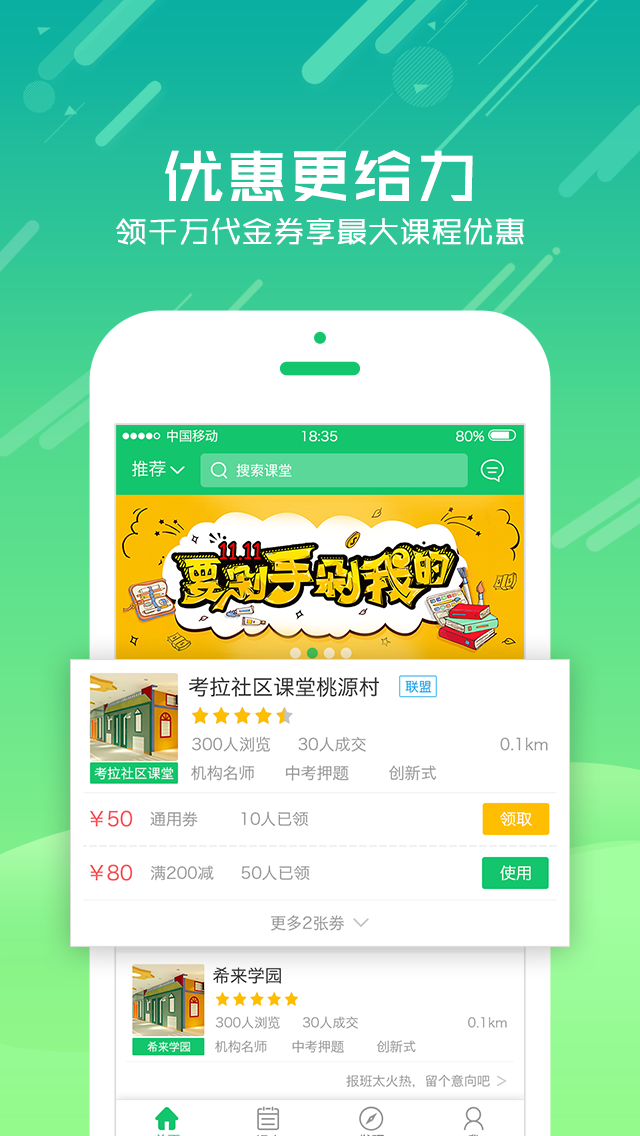 优惠更给力
领千万代金券享最大课程优惠
中国移动 18:35 80%
推荐 搜索课堂
11.11
要剁手剁我的
考拉社区课堂桃源村 联盟
300人浏览 30人成交 0.1km
考拉社区课堂 机构名师 中考押题 创新式
¥50 通用券 10人已领 领取
¥80 满200减 50人已领 使用
更多2张券
希来学园
300人浏览 30人成交 0.1km
希来学园 机构名师 中考押题 创新式
报班太火热，留个意向吧 >